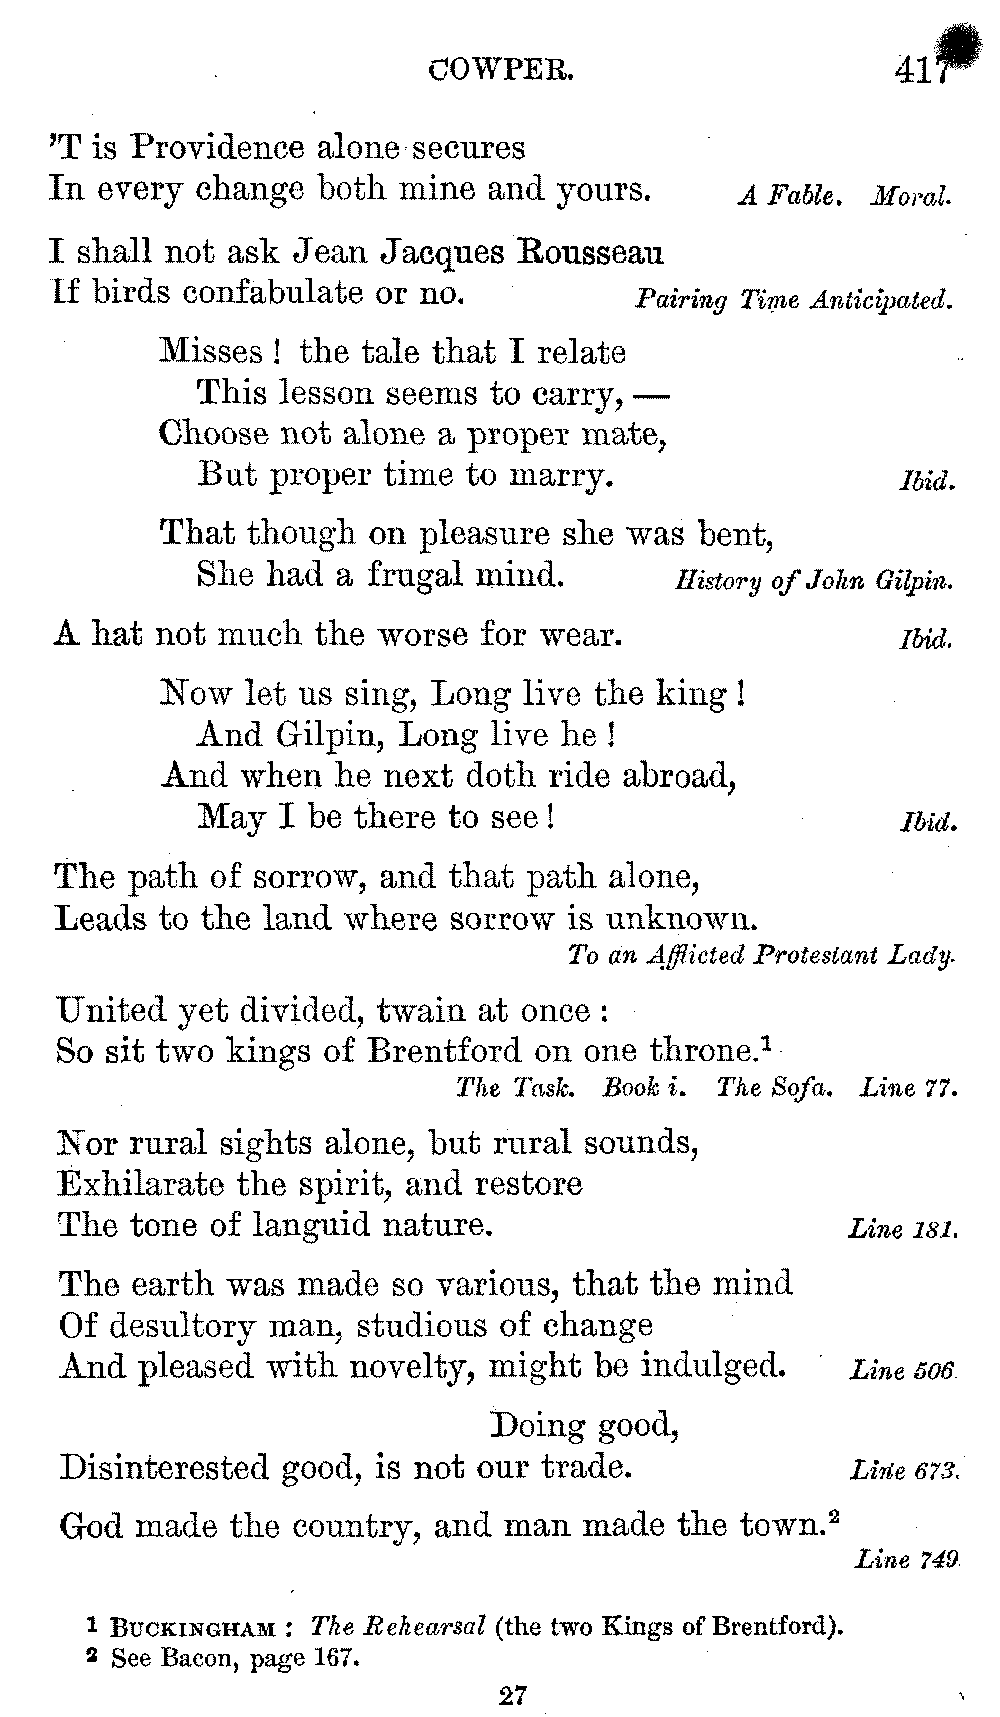 COWPER. 417
'T is Providence alone secures
In every change both mine and yours. A Fable. Moral.
I shall not ask Jean Jacques Rousseau
If birds confabulate or no. Pairing Time Anticipated.
Misses ! the tale that I relate
This lesson seems to carry, —
Choose not alone a proper mate,
But proper time to marry. Ibid.
That though on pleasure she was bent,
She had a frugal mind. History of John Gilpin.
A hat not much the worse for wear. Ibid.
Now let us sing, Long live the king !
And Gilpin, Long live he !
And when he next doth ride abroad,
May I be there to see ! Ibid.
The path of sorrow, and that path alone,
Leads to the land where sorrow is unknown.
To an Afflicted Protestant Lady.
United yet divided, twain at once :
So sit two kings of Brentford on one throne.¹
The Task. Book i. The Sofa. Line 77.
Nor rural sights alone, but rural sounds,
Exhilarate the spirit, and restore
The tone of languid nature. Line 181.
The earth was made so various, that the mind
Of desultory man, studious of change
And pleased with novelty, might be indulged. Line 506.
Doing good,
Disinterested good, is not our trade. Line 673.
God made the country, and man made the town.²
Line 749.
1 BUCKINGHAM : The Rehearsal (the two Kings of Brentford).
2 See Bacon, page 167.
27